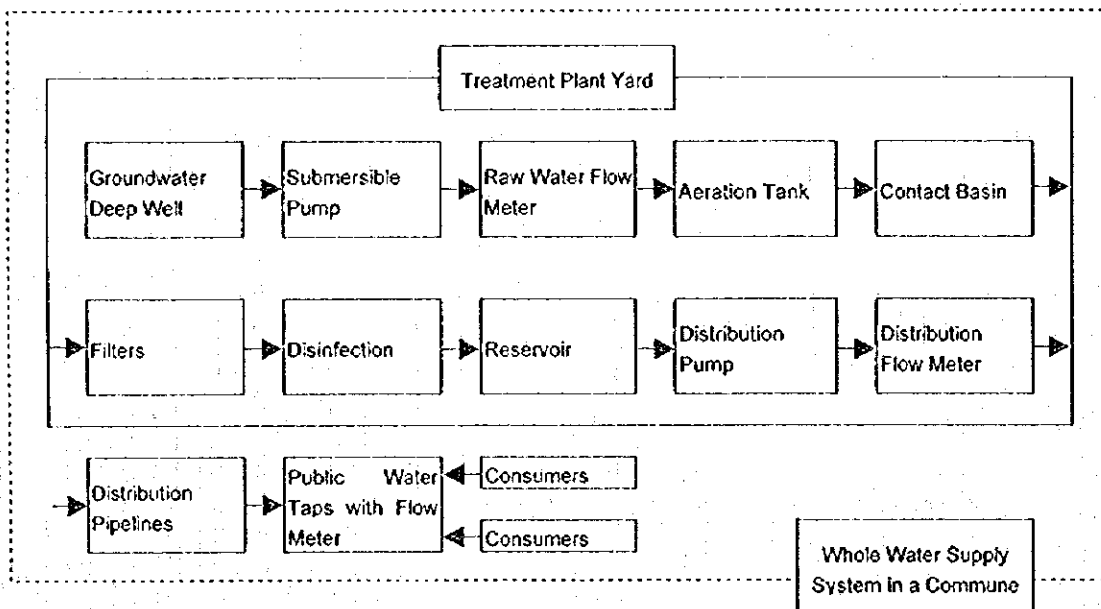 Treatment Plant Yard
Groundwater
Deep Well
Submersible
Pump
Raw Water Flow
Meter
Aeration Tank
Contact Basin
Filters
Disinfection
Reservoir
Distribution
Pump
Distribution
Flow Meter
Distribution
Pipelines
Public Water
Taps with Flow
Meter
Consumers
Consumers
Whole Water Supply
System in a Commune